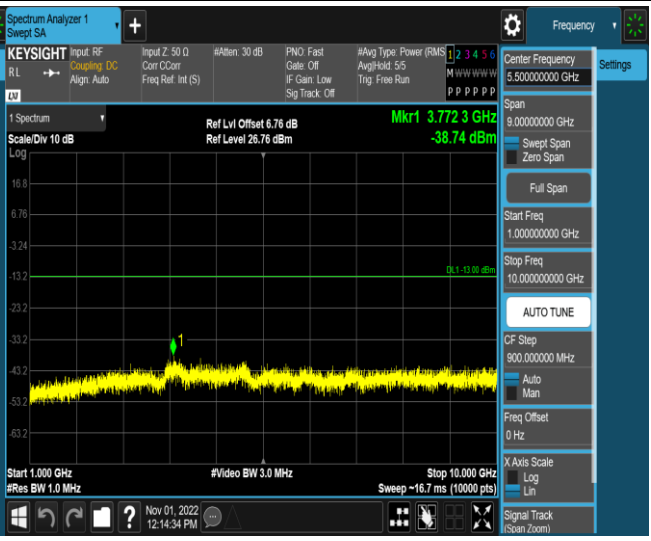 Spectrum Analyzer 1
Swept SA
+
Frequency
KEYSIGHT
R L
LXI
Input: RF
Coupling: DC
Align: Auto
Input Z: 50 Ω
Corr CCorr
Freq Ref: Int (S)
#Atten: 30 dB
PNO: Fast
Gate: Off
IF Gain: Low
Sig Track: Off
#Avg Type: Power (RMS
Avg|Hold: 5/5
Trig: Free Run
1 2 3 4 5 6
M W W W W W
P P P P P P
1 Spectrum
Scale/Div 10 dB
Log
Ref Lvl Offset 6.76 dB
Ref Level 26.76 dBm
Mkr1 3.772 3 GHz
-38.74 dBm
16.8
6.76
-3.24
-13.2
-23.2
-33.2
-43.2
-53.2
-63.2
DL1 -13.00 dBm
1
Start 1.000 GHz
#Res BW 1.0 MHz
#Video BW 3.0 MHz
Stop 10.000 GHz
Sweep ~16.7 ms (10000 pts)
?
Nov 01, 2022
12:14:34 PM
Center Frequency
5.500000000 GHz
Span
9.00000000 GHz
Swept Span
Zero Span
Full Span
Start Freq
1.000000000 GHz
Stop Freq
10.000000000 GHz
AUTO TUNE
CF Step
900.000000 MHz
Auto
Man
Freq Offset
0 Hz
X Axis Scale
Log
Lin
Signal Track
(Span Zoom)
Settings